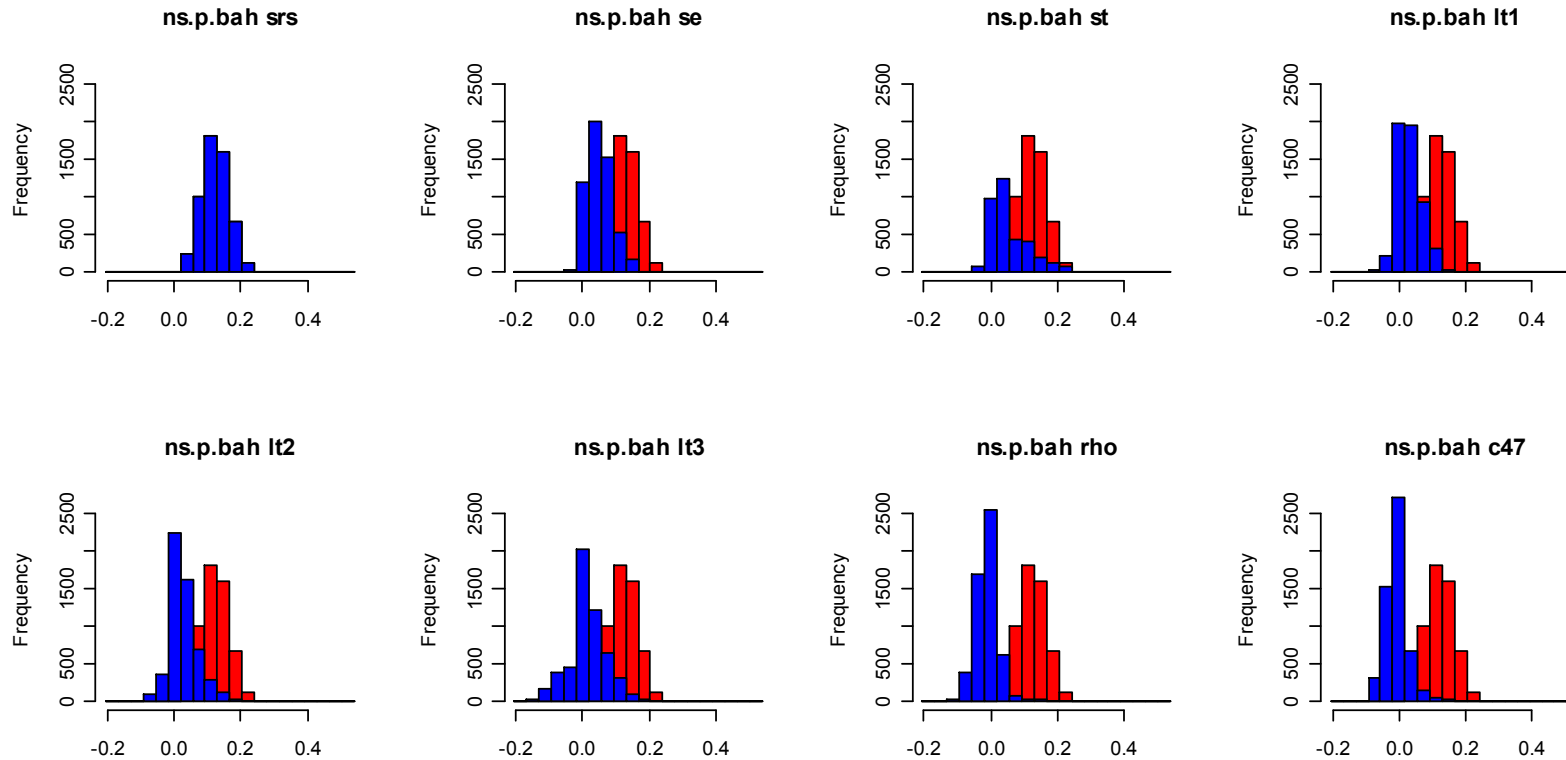 ns.p.bah srs
ns.p.bah se
ns.p.bah st
ns.p.bah lt1
Frequency
0 500 1500 2500
-0.2 0.0 0.2 0.4
Frequency
0 500 1500 2500
-0.2 0.0 0.2 0.4
Frequency
0 500 1500 2500
-0.2 0.0 0.2 0.4
Frequency
0 500 1500 2500
-0.2 0.0 0.2 0.4
ns.p.bah lt2
ns.p.bah lt3
ns.p.bah rho
ns.p.bah c47
Frequency
0 500 1500 2500
-0.2 0.0 0.2 0.4
Frequency
0 500 1500 2500
-0.2 0.0 0.2 0.4
Frequency
0 500 1500 2500
-0.2 0.0 0.2 0.4
Frequency
0 500 1500 2500
-0.2 0.0 0.2 0.4